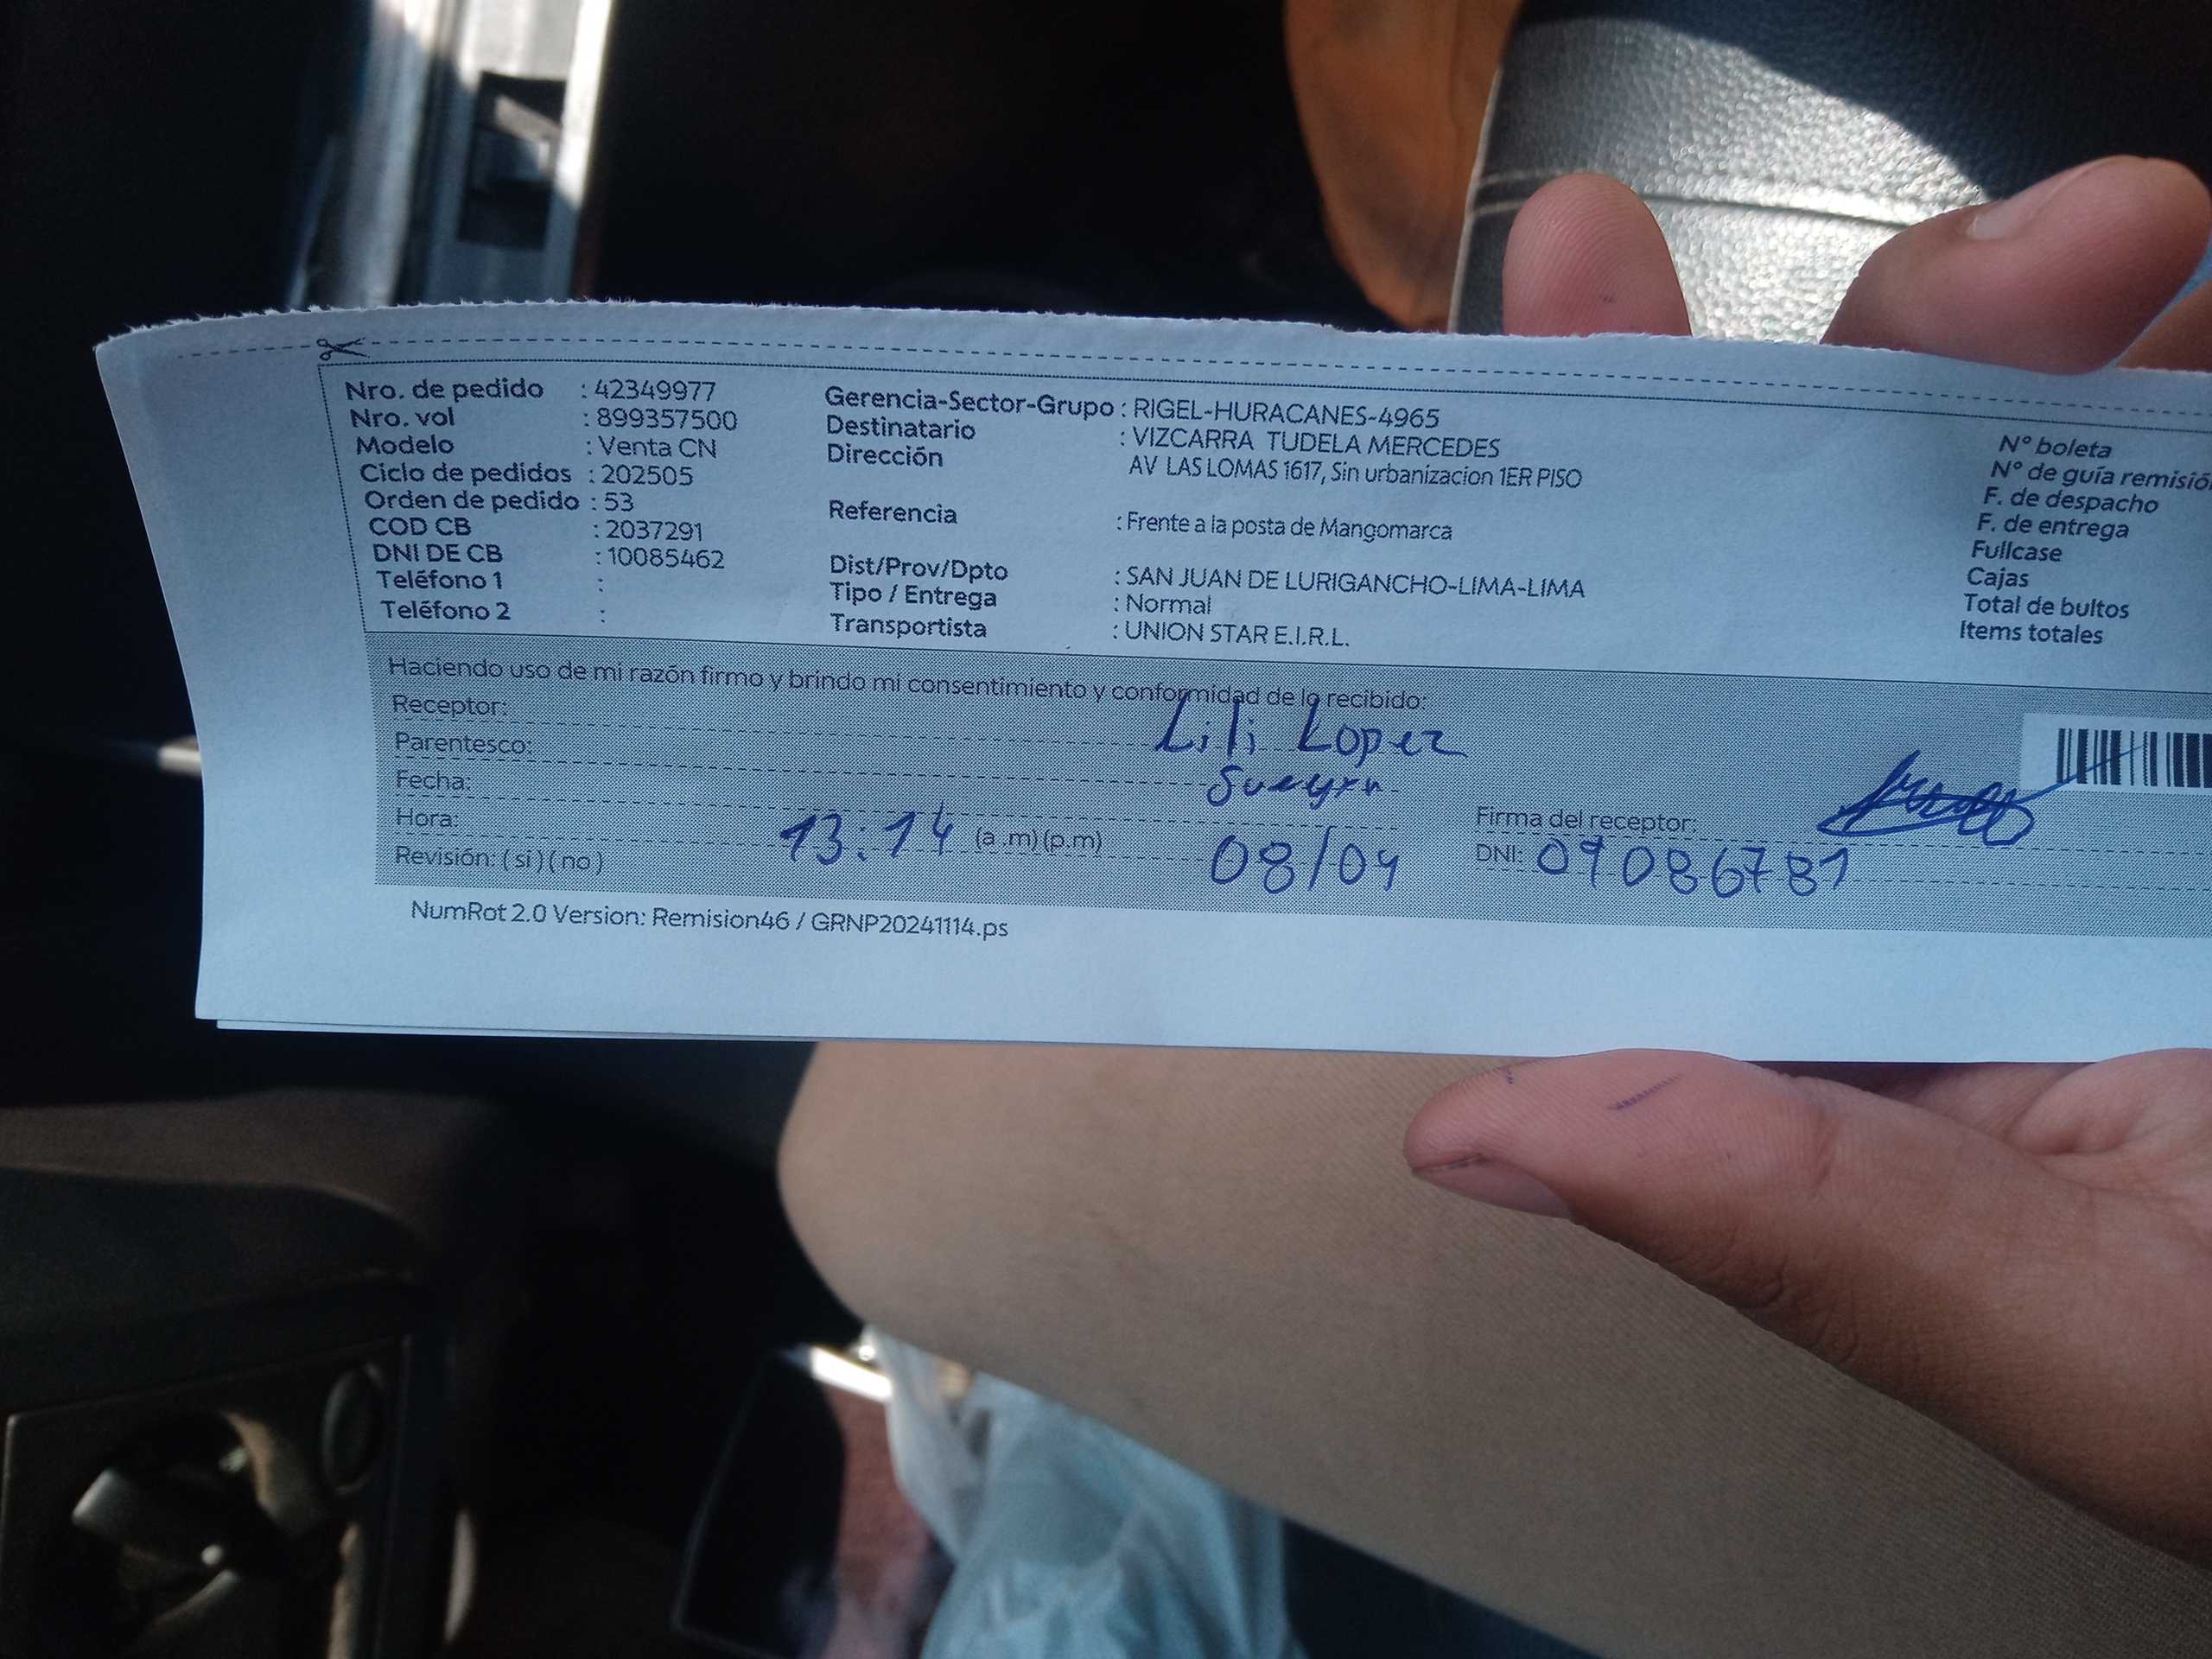 Nro. de pedido : 42349977
Nro. vol : 899357500
Modelo : Venta CN
Ciclo de pedidos : 202505
Orden de pedido : 53
COD CB : 2037291
DNI DE CB : 10085462
Teléfono 1 :
Teléfono 2 :
Gerencia-Sector-Grupo : RIGEL-HURACANES-4965
Destinatario : VIZCARRA TUDELA MERCEDES
Dirección AV LAS LOMAS 1617, Sin urbanizacion 1ER PISO
Referencia : Frente a la posta de Mangomarca
Dist/Prov/Dpto : SAN JUAN DE LURIGANCHO-LIMA-LIMA
Tipo / Entrega : Normal
Transportista : UNION STAR E.I.R.L.
N° boleta
N° de guía remisión
F. de despacho
F. de entrega
Fullcase
Cajas
Total de bultos
Items totales
Haciendo uso de mi razón firmo y brindo mi consentimiento y conformidad de lo recibido:
Receptor: Lili Lopez
Parentesco:
Fecha: 08/04
Hora: 13:14 (a .m) (p.m)
Revisión: ( si ) ( no )
Firma del receptor:
DNI: 09086781
NumRot 2.0 Version: Remision46 / GRNP20241114.ps